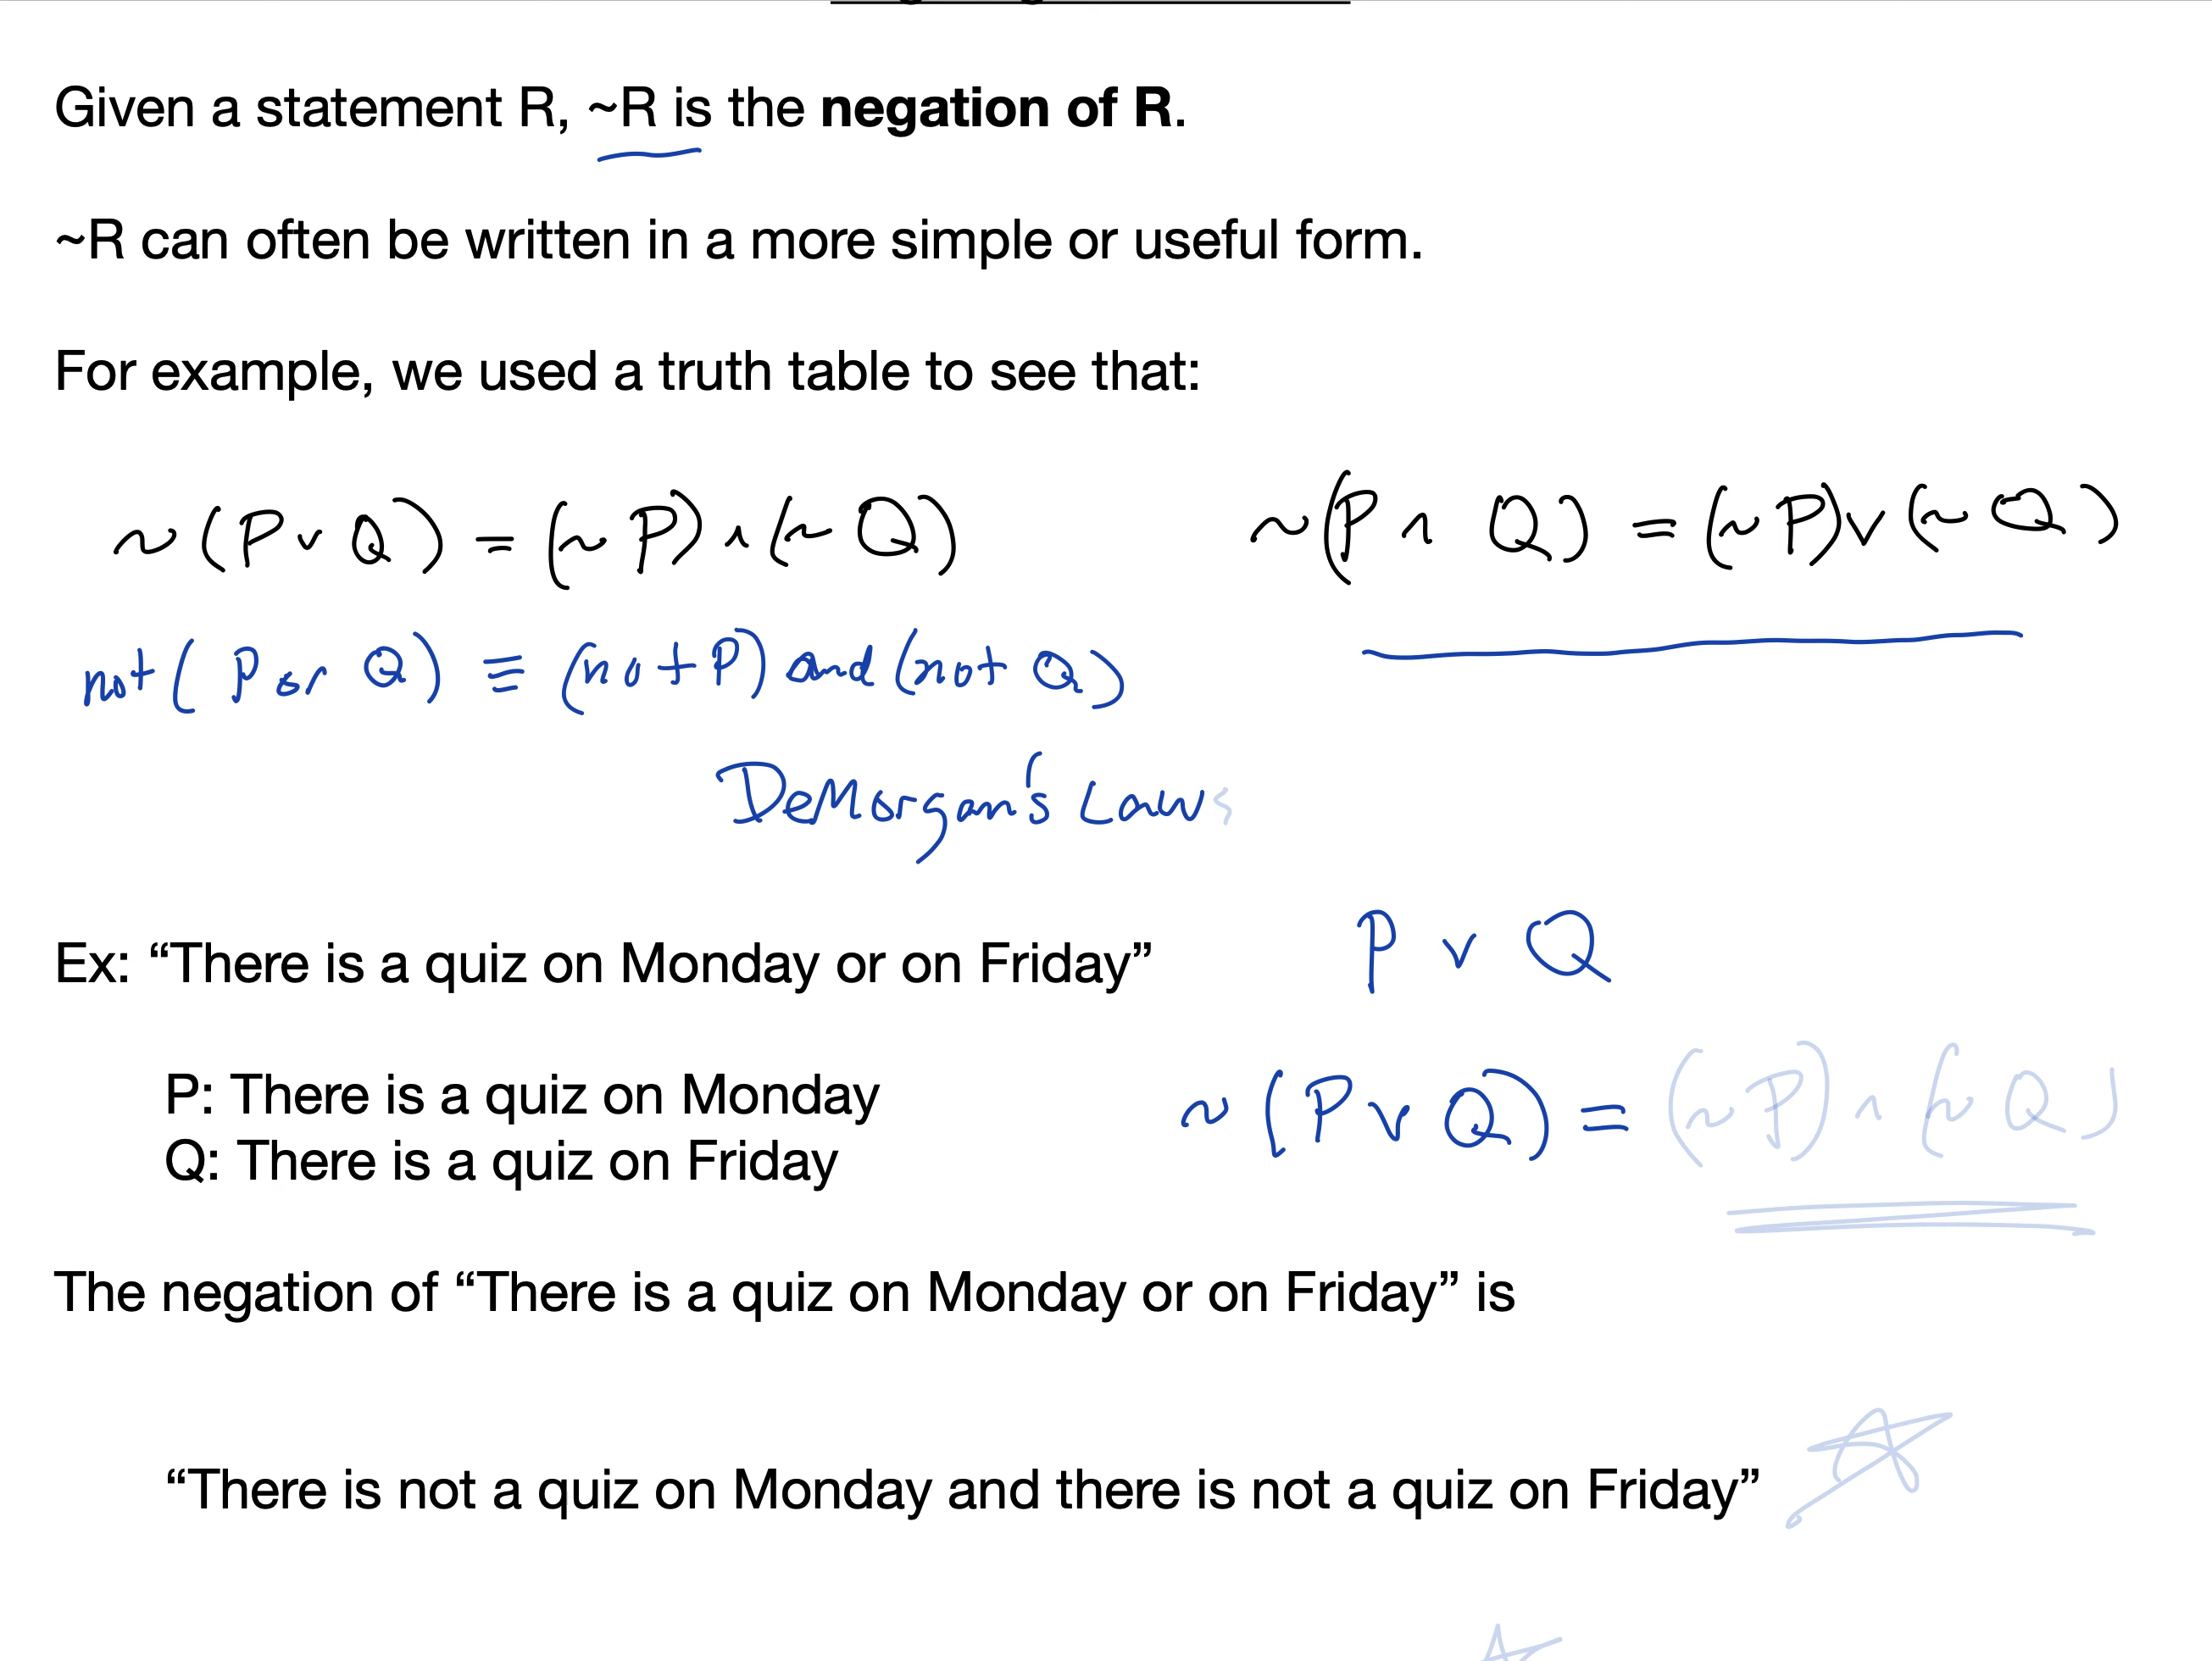 Given a statement R, ~R is the negation of R.
~R can often be written in a more simple or useful form.
For example, we used a truth table to see that:
~(P ∨ Q) = (~P) ∧ (~Q)
~(P ∧ Q) = (~P) ∨ (~Q)
not (P or Q) ≡ (not P) and (not Q)
DeMorgan's Laws
Ex: “There is a quiz on Monday or on Friday”
P ∨ Q
P: There is a quiz on Monday
Q: There is a quiz on Friday
~(P ∨ Q) = (~P) ∧ (~Q)
The negation of “There is a quiz on Monday or on Friday” is
“There is not a quiz on Monday and there is not a quiz on Friday”